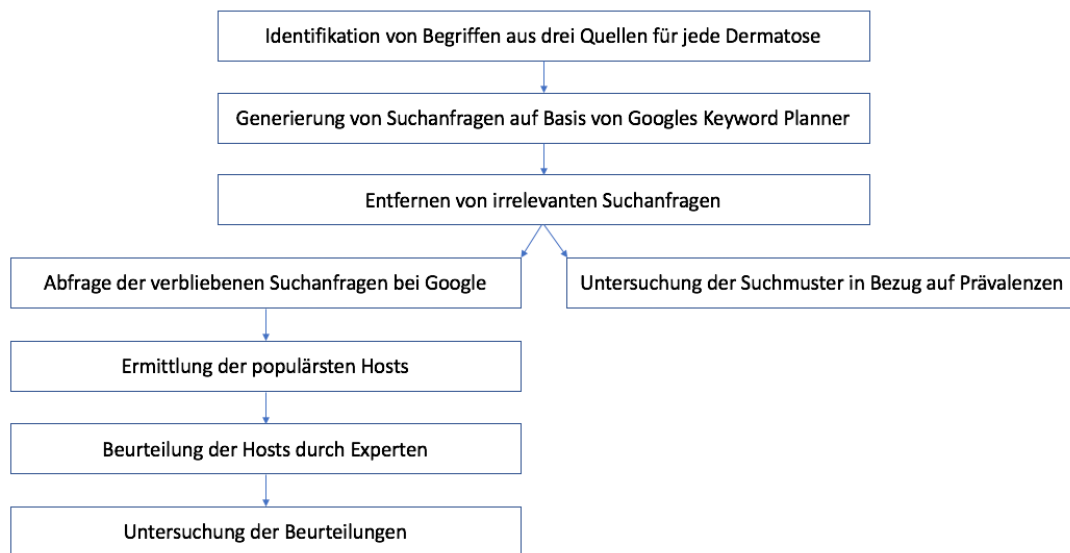 Identifikation von Begriffen aus drei Quellen für jede Dermatose
Generierung von Suchanfragen auf Basis von Googles Keyword Planner
Entfernen von irrelevanten Suchanfragen
Abfrage der verbliebenen Suchanfragen bei Google
Untersuchung der Suchmuster in Bezug auf Prävalenzen
Ermittlung der populärsten Hosts
Beurteilung der Hosts durch Experten
Untersuchung der Beurteilungen